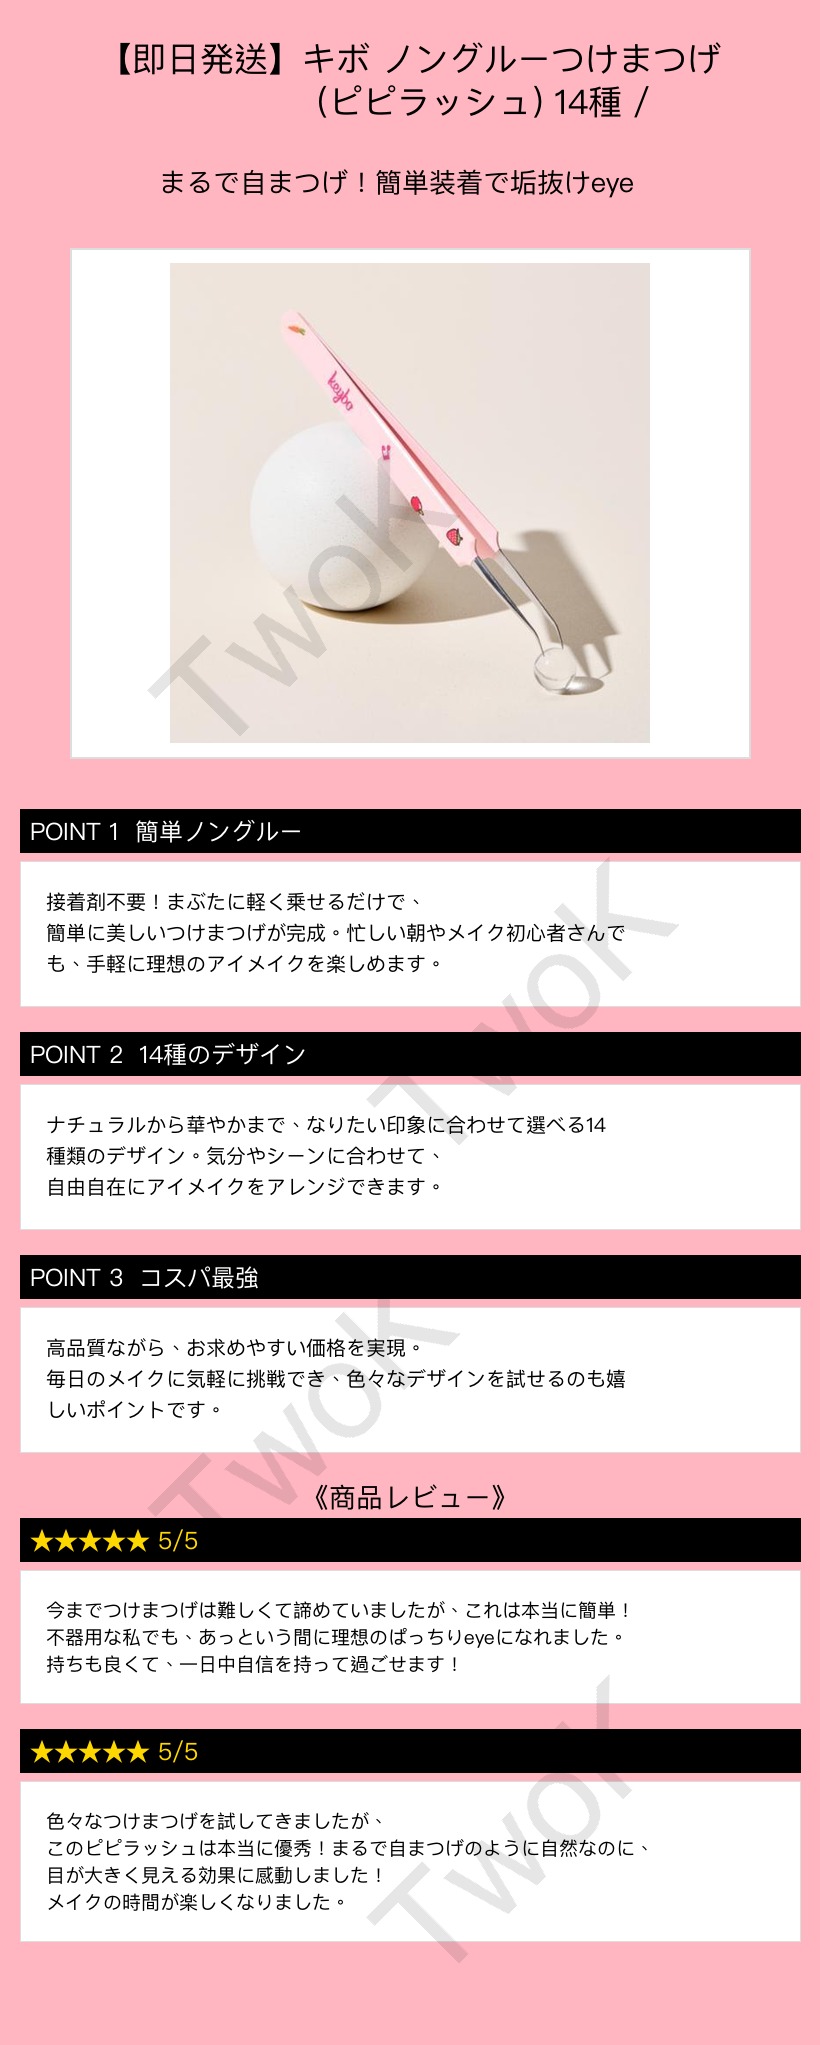 【即日発送】キボ ノングルーつけまつげ
(ピピラッシュ) 14種 /
まるで自まつげ！簡単装着で垢抜けeye
keybo
TwoK
POINT 1 簡単ノングルー
接着剤不要！まぶたに軽く乗せるだけで、
簡単に美しいつけまつげが完成。忙しい朝やメイク初心者さんで
も、手軽に理想のアイメイクを楽しめます。
TwoK
POINT 2 14種のデザイン
ナチュラルから華やかまで、なりたい印象に合わせて選べる14
種類のデザイン。気分やシーンに合わせて、
自由自在にアイメイクをアレンジできます。
POINT 3 コスパ最強
高品質ながら、お求めやすい価格を実現。
毎日のメイクに気軽に挑戦でき、色々なデザインを試せるのも嬉
しいポイントです。
TwoK
《商品レビュー》
★★★★★ 5/5
今までつけまつげは難しくて諦めていましたが、これは本当に簡単！
不器用な私でも、あっという間に理想のぱっちりeyeになれました。
持ちも良くて、一日中自信を持って過ごせます！
★★★★★ 5/5
色々なつけまつげを試してきましたが、
このピピラッシュは本当に優秀！まるで自まつげのように自然なのに、
目が大きく見える効果に感動しました！
メイクの時間が楽しくなりました。
TwoK